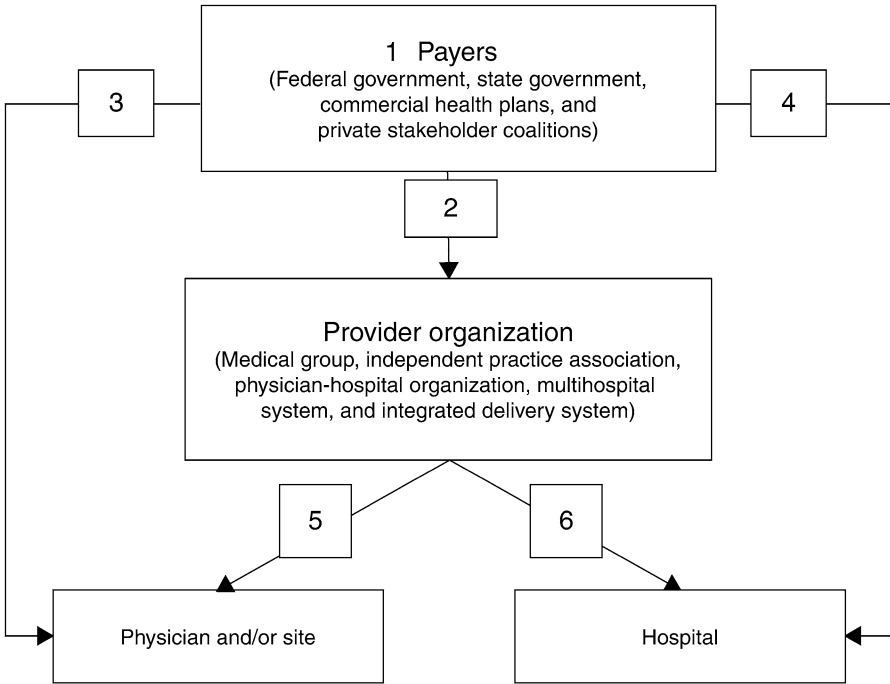 1 Payers
(Federal government, state government,
commercial health plans, and
private stakeholder coalitions)
3
4
2
Provider organization
(Medical group, independent practice association,
physician-hospital organization, multihospital
system, and integrated delivery system)
5
6
Physician and/or site
Hospital